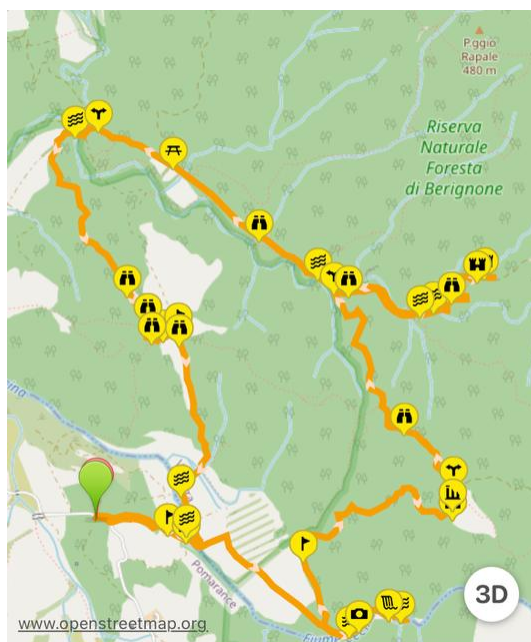 P.ggio
Rapale
480 m
Riserva
Naturale
Foresta
di Berignone
Pomarance
3D
www.openstreetmap.org